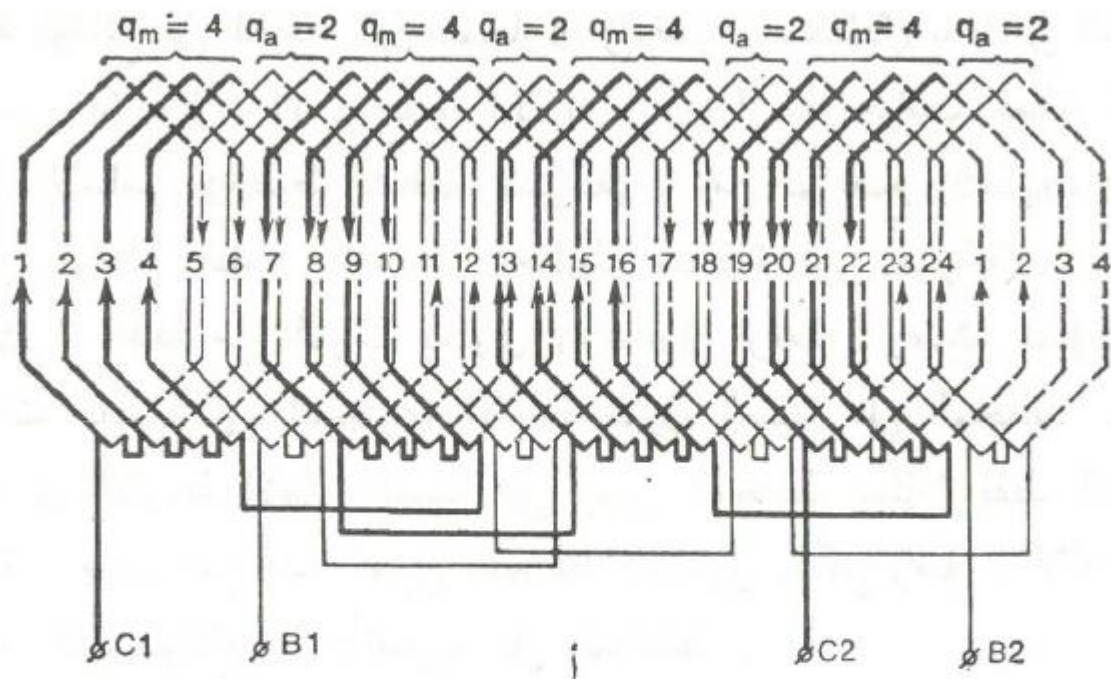 qm = 4 qa = 2 qm = 4 qa = 2 qm = 4 qa = 2 qm = 4 qa = 2
1 2 3 4 5 6 7 8 9 10 11 12 13 14 15 16 17 18 19 20 21 22 23 24 1 2 3 4
C1 B1 C2 B2
j